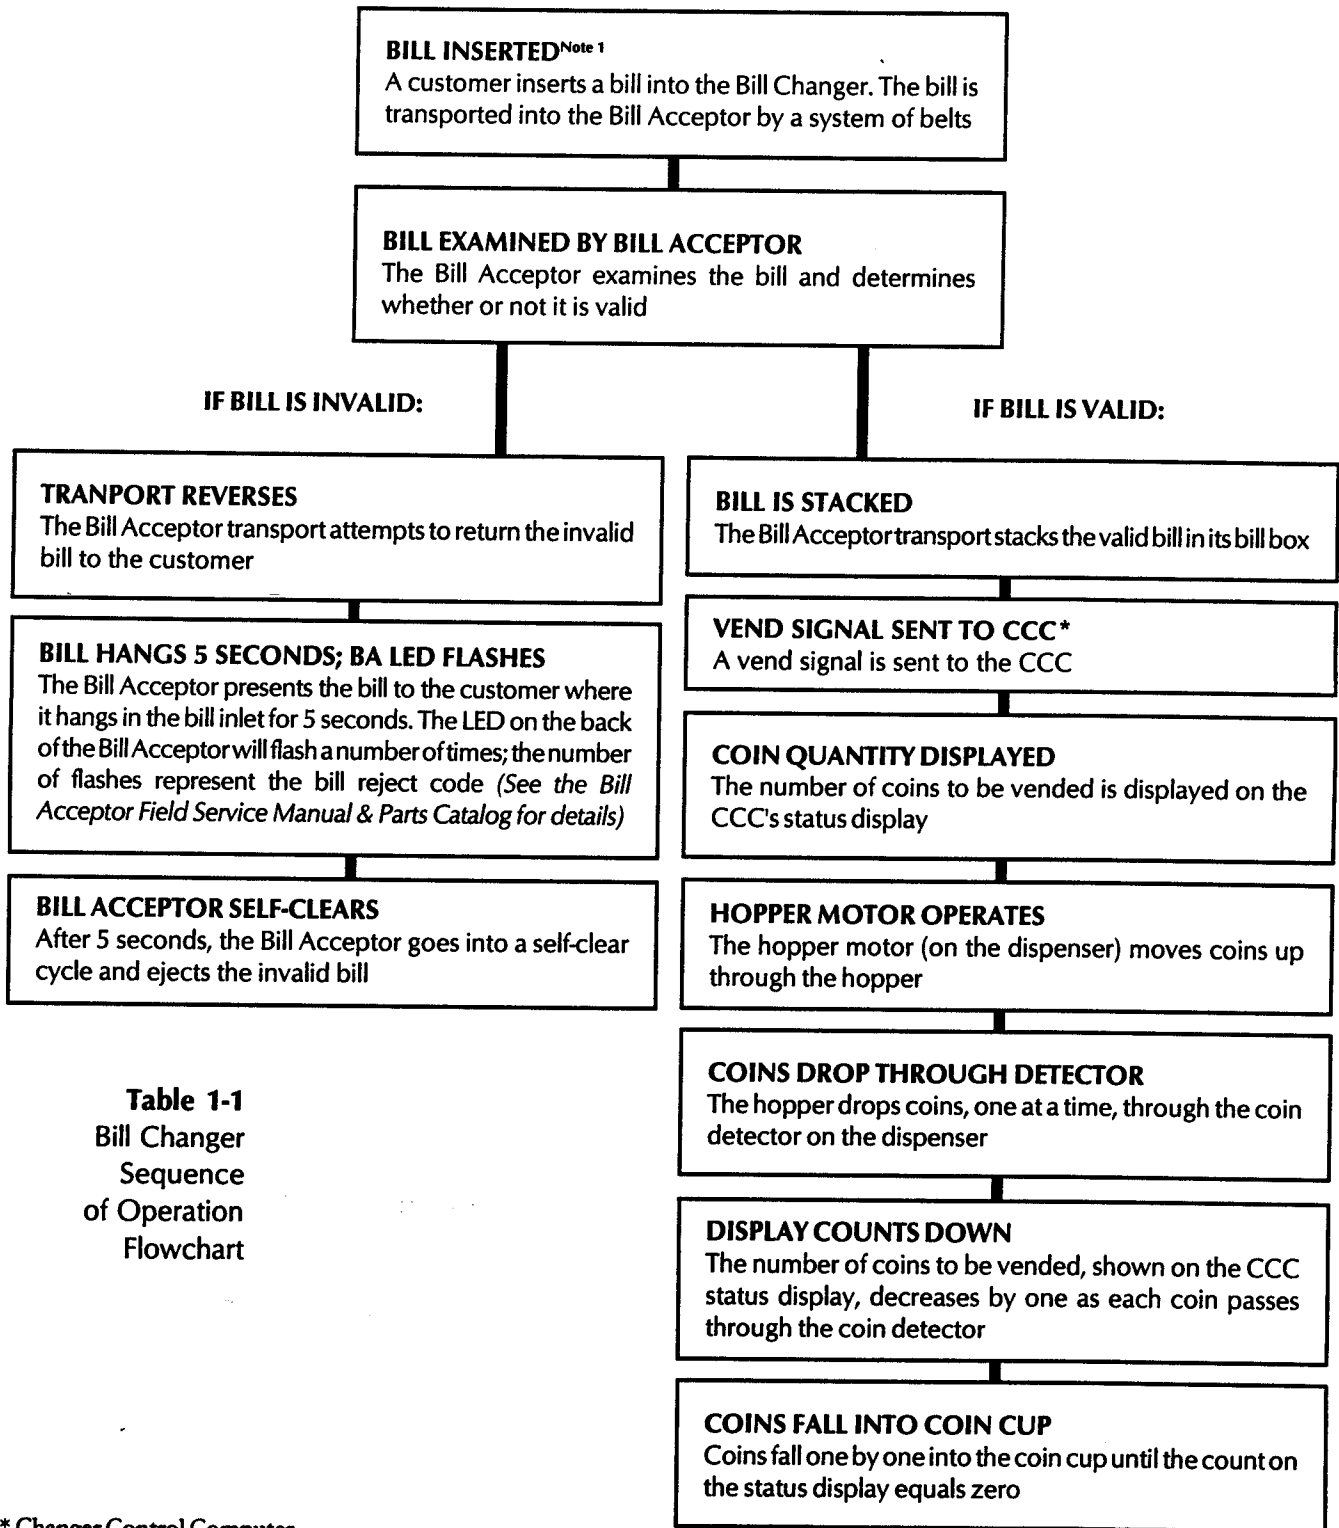 BILL INSERTED Note 1
A customer inserts a bill into the Bill Changer. The bill is
transported into the Bill Acceptor by a system of belts
BILL EXAMINED BY BILL ACCEPTOR
The Bill Acceptor examines the bill and determines
whether or not it is valid
IF BILL IS INVALID:
TRANPORT REVERSES
The Bill Acceptor transport attempts to return the invalid
bill to the customer
BILL HANGS 5 SECONDS; BA LED FLASHES
The Bill Acceptor presents the bill to the customer where
it hangs in the bill inlet for 5 seconds. The LED on the back
of the Bill Acceptor will flash a number of times; the number
of flashes represent the bill reject code (See the Bill
Acceptor Field Service Manual & Parts Catalog for details)
BILL ACCEPTOR SELF-CLEARS
After 5 seconds, the Bill Acceptor goes into a self-clear
cycle and ejects the invalid bill
IF BILL IS VALID:
BILL IS STACKED
The Bill Acceptor transport stacks the valid bill in its bill box
VEND SIGNAL SENT TO CCC*
A vend signal is sent to the CCC
COIN QUANTITY DISPLAYED
The number of coins to be vended is displayed on the
CCC's status display
HOPPER MOTOR OPERATES
The hopper motor (on the dispenser) moves coins up
through the hopper
COINS DROP THROUGH DETECTOR
The hopper drops coins, one at a time, through the coin
detector on the dispenser
DISPLAY COUNTS DOWN
The number of coins to be vended, shown on the CCC
status display, decreases by one as each coin passes
through the coin detector
COINS FALL INTO COIN CUP
Coins fall one by one into the coin cup until the count on
the status display equals zero
Table 1-1
Bill Changer
Sequence
of Operation
Flowchart
* Changer Control Computer